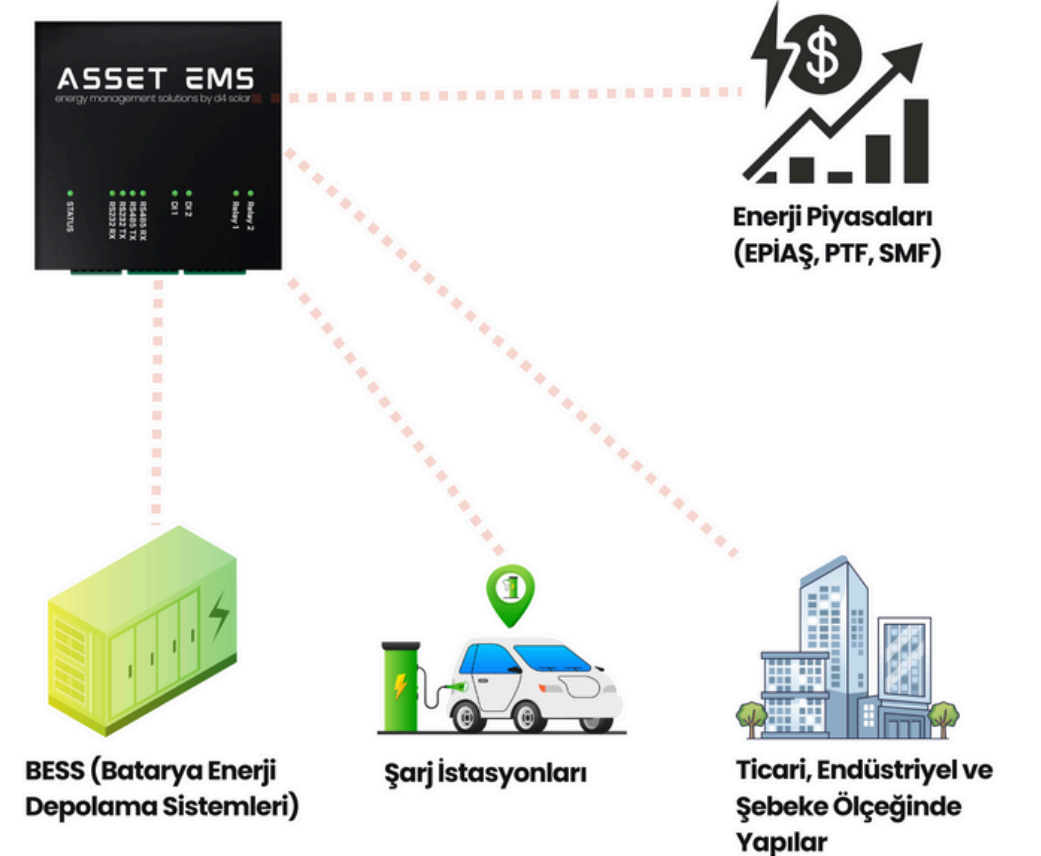 ASSET EMS
energy management solutions by d4 solar
STATUS
RS232 RX
RS232 TX
RS485 TX
RS485 RX
DI 1
DI 2
Relay 1
Relay 2
$
Enerji Piyasaları
(EPİAŞ, PTF, SMF)
BESS (Batarya Enerji
Depolama Sistemleri)
Şarj İstasyonları
Ticari, Endüstriyel ve
Şebeke Ölçeğinde
Yapılar